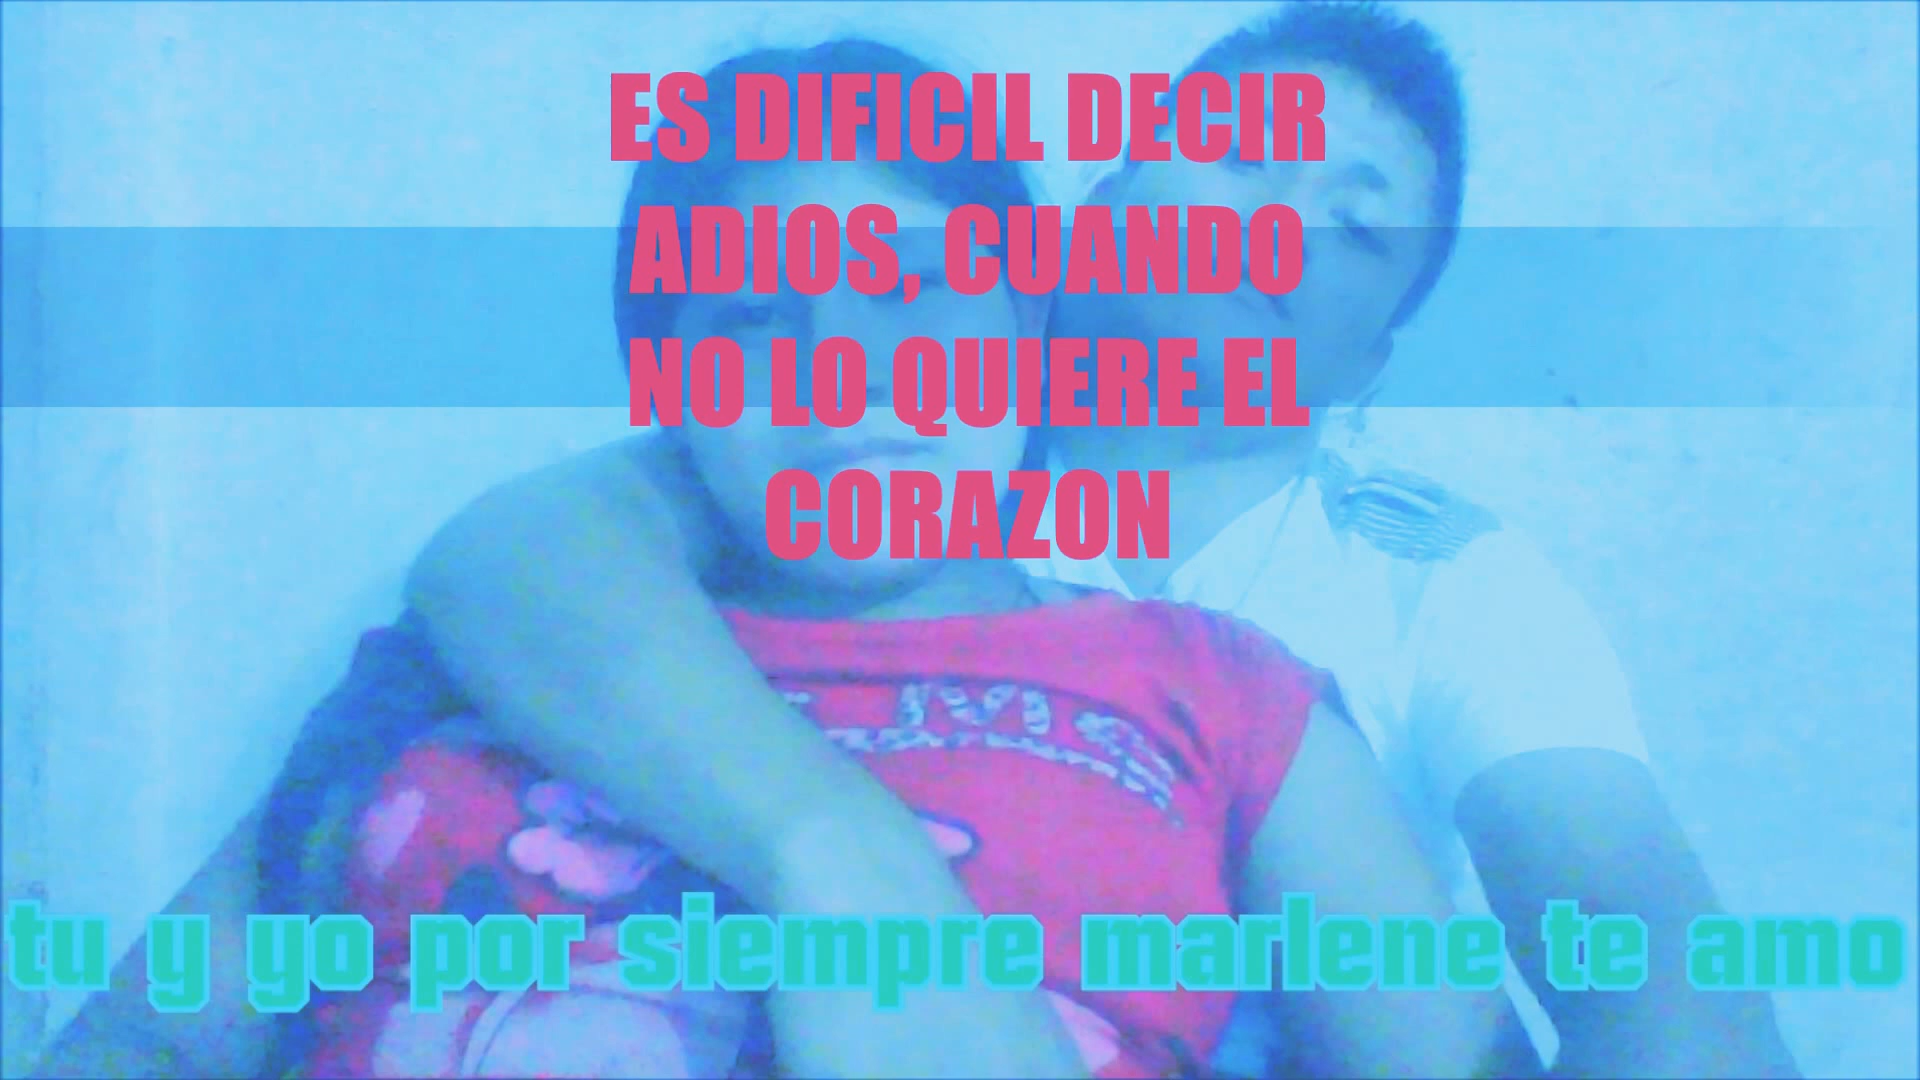 ES DIFICIL DECIR
ADIOS, CUANDO
NO LO QUIERE EL
CORAZON
tu y yo por siempre marlene te amo